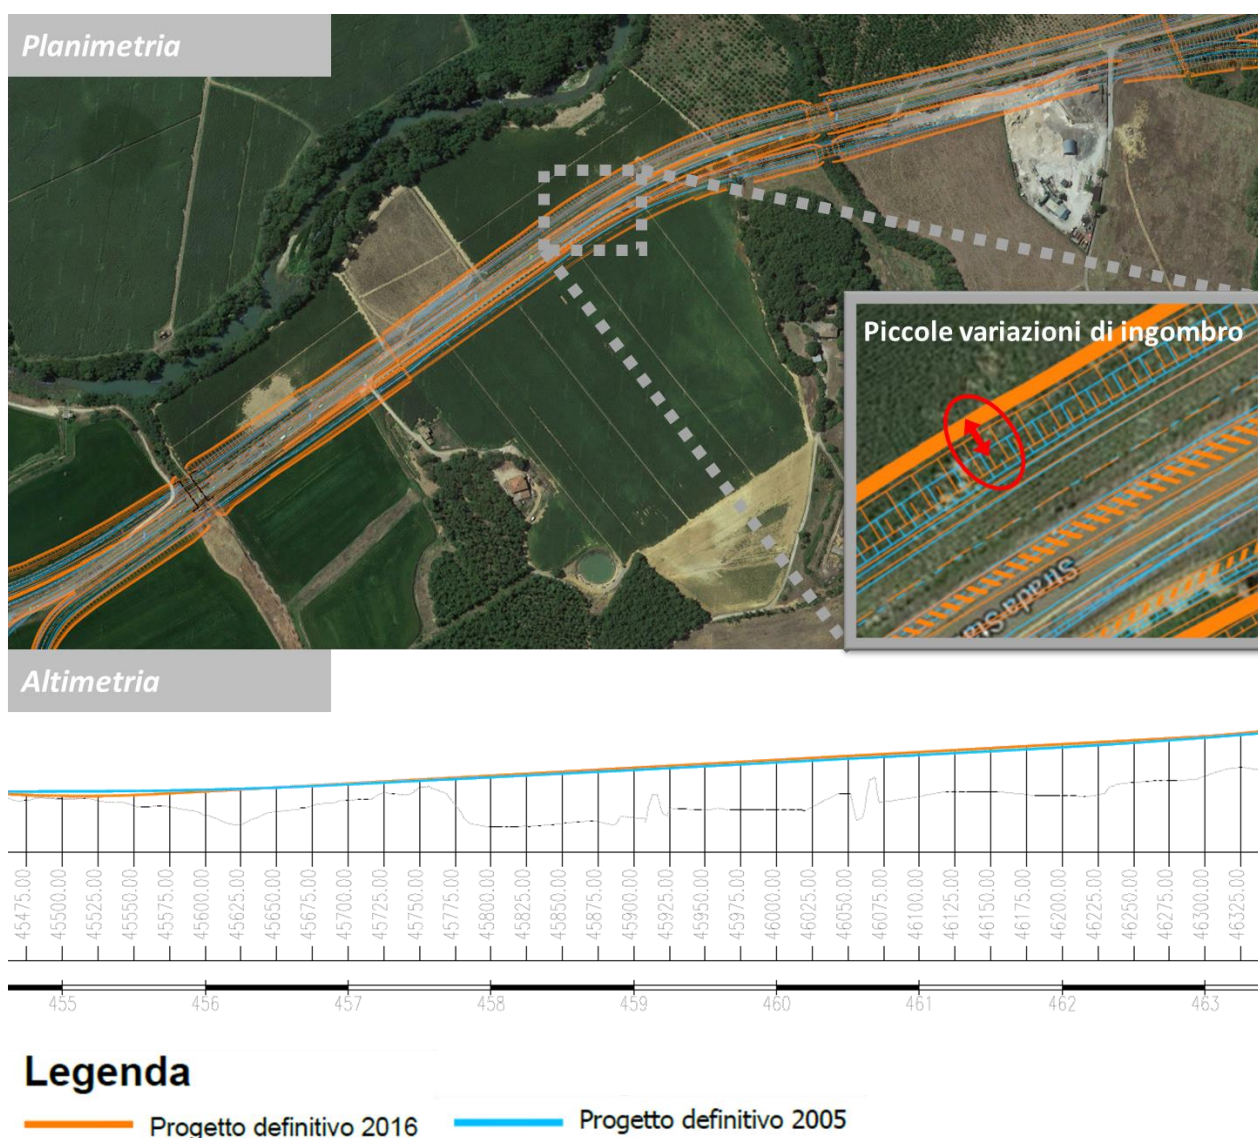 Planimetria
Piccole variazioni di ingombro
Strada Sta
Altimetria
45475.00 45500.00 45525.00 45550.00 45575.00 45600.00 45625.00 45650.00 45675.00 45700.00 45725.00 45750.00 45775.00 45800.00 45825.00 45850.00 45875.00 45900.00 45925.00 45950.00 45975.00 46000.00 46025.00 46050.00 46075.00 46100.00 46125.00 46150.00 46175.00 46200.00 46225.00 46250.00 46275.00 46300.00 46325.00
455 456 457 458 459 460 461 462 463
Legenda
Progetto definitivo 2016 Progetto definitivo 2005